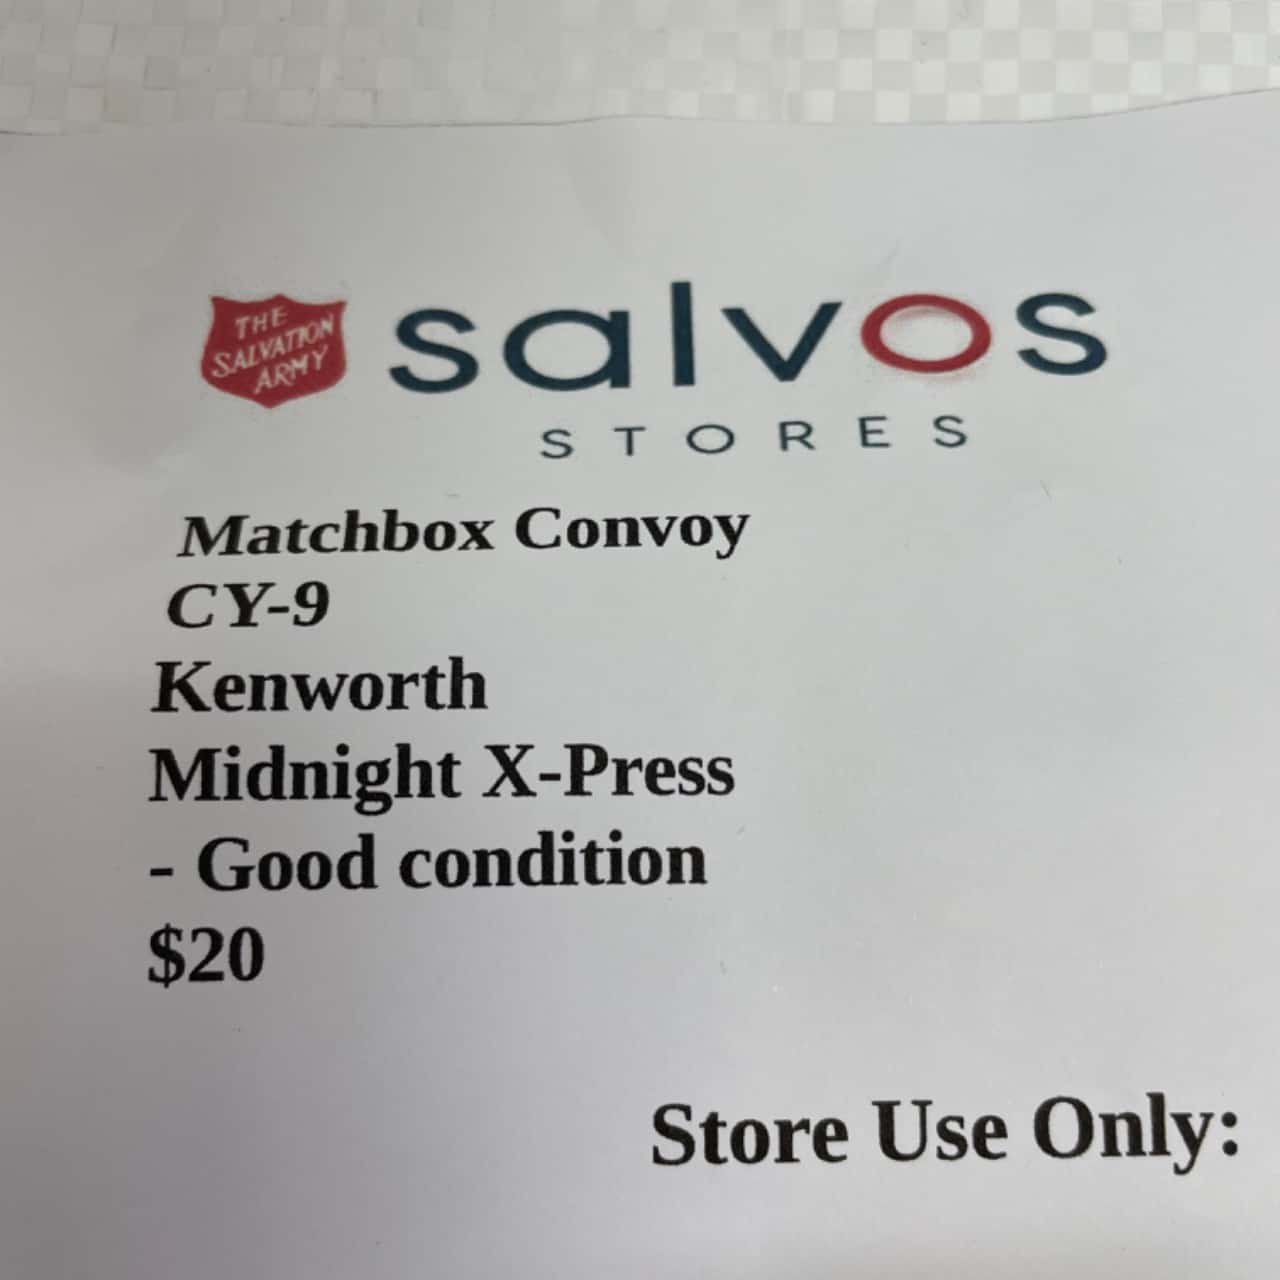 THE
SALVATION
ARMY
salvos
STORES
Matchbox Convoy
CY-9
Kenworth
Midnight X-Press
- Good condition
$20
Store Use Only: